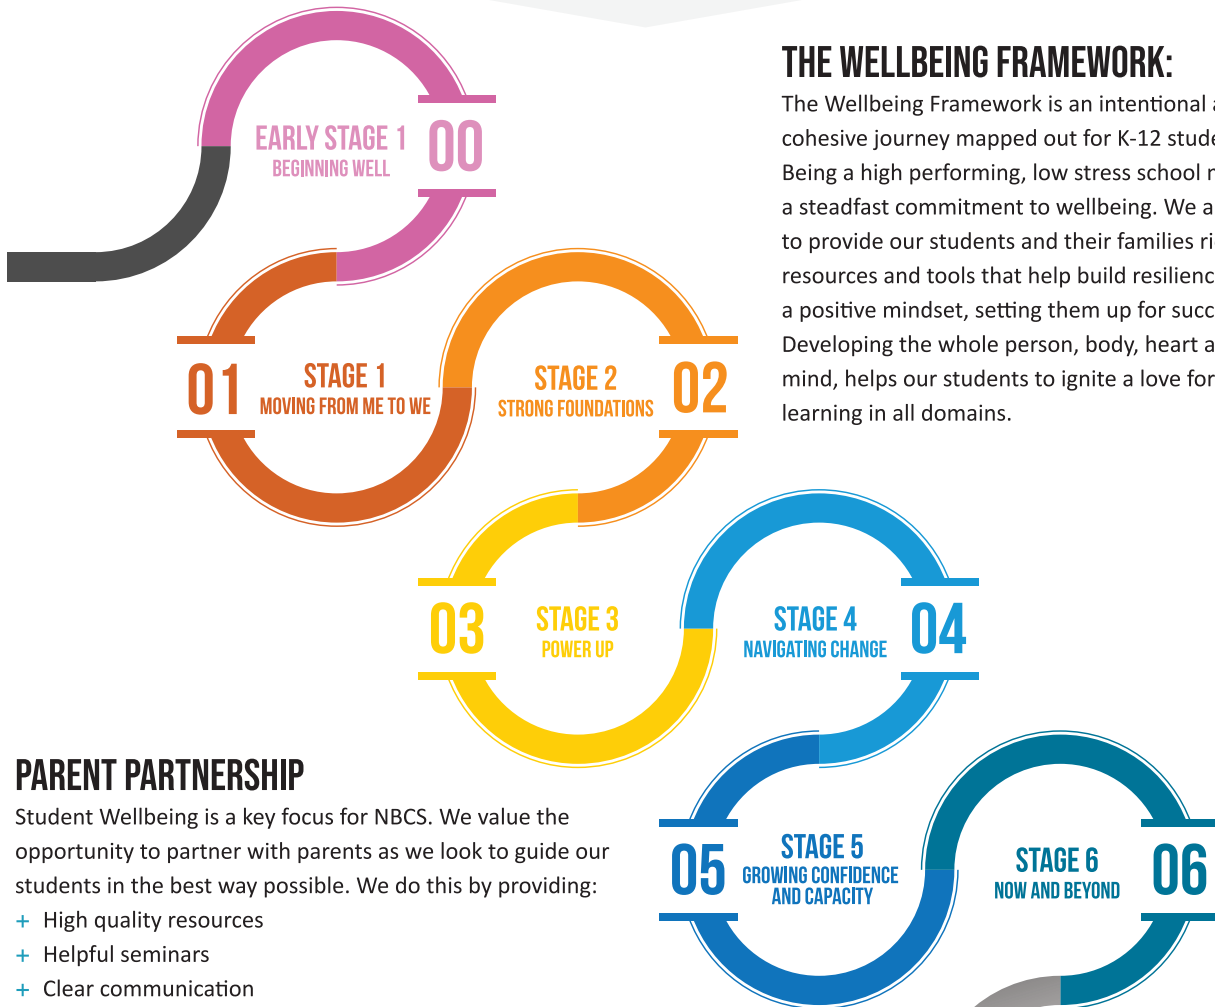 THE WELLBEING FRAMEWORK:
The Wellbeing Framework is an intentional
cohesive journey mapped out for K-12
Being a high performing, low stress school
a steadfast commitment to wellbeing. We
to provide our students and their families
resources and tools that help build
a positive mindset, setting them up for
Developing the whole person, body, heart
mind, helps our students to ignite a love for
learning in all domains.
EARLY STAGE 1
BEGINNING WELL
00
01
STAGE 1
MOVING FROM ME TO WE
STAGE 2
STRONG FOUNDATIONS
02
03
STAGE 3
POWER UP
STAGE 4
NAVIGATING CHANGE
04
05
STAGE 5
GROWING CONFIDENCE
AND CAPACITY
STAGE 6
NOW AND BEYOND
06
PARENT PARTNERSHIP
Student Wellbeing is a key focus for NBCS. We value the
opportunity to partner with parents as we look to guide our
students in the best way possible. We do this by providing:
+ High quality resources
+ Helpful seminars
+ Clear communication